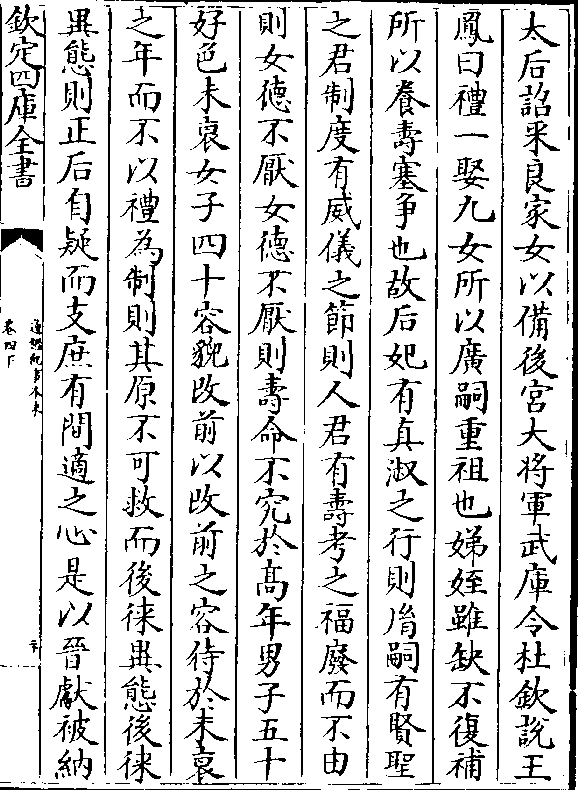 太后詔采良家女以備後宮大将軍武庫令杜欽說王
鳳曰禮一娶九女所以廣嗣重祖也娣姪雖缺不復補
所以養壽塞争也故后妃有貞淑之行則胤嗣有賢聖
之君制度有威儀之節則人君有壽考之福廢而不由
則女德不厭女德不厭則壽命不究於髙年男子五十
好色未衰女子四十容貌改前以改前之容待於未衰
之年而不以禮為制則其原不可救而後徠異態後徠
異態則正后自疑而支庶有間適之心是以晉獻被納
欽定四庫全書
通鑑紀事本末
卷四下